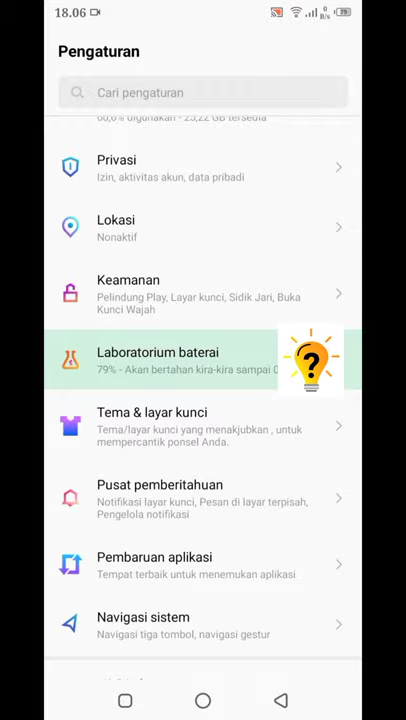 18.06
0
B/s
79
Pengaturan
Cari pengaturan
60,6% digunakan - 25,22 GB tersedia
Privasi
Izin, aktivitas akun, data pribadi
Lokasi
Nonaktif
Keamanan
Pelindung Play, Layar kunci, Sidik Jari, Buka
Kunci Wajah
Laboratorium baterai
79% - Akan bertahan kira-kira sampai
?
Tema & layar kunci
Tema/layar kunci yang menakjubkan , untuk
mempercantik ponsel Anda.
Pusat pemberitahuan
Notifikasi layar kunci, Pesan di layar terpisah,
Pengelola notifikasi
Pembaruan aplikasi
Tempat terbaik untuk menemukan aplikasi
Navigasi sistem
Navigasi tiga tombol, navigasi gestur